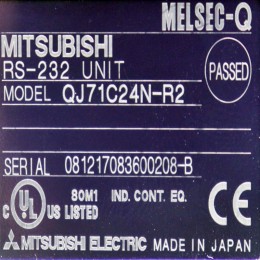 MELSEC-Q
MITSUBISHI
RS-232 UNIT
PASSED
MODEL QJ71C24N-R2
SERIAL 081217083600208-B
80M1 IND. CONT. EQ.
C UL US LISTED
CE
MITSUBISHI ELECTRIC MADE IN JAPAN